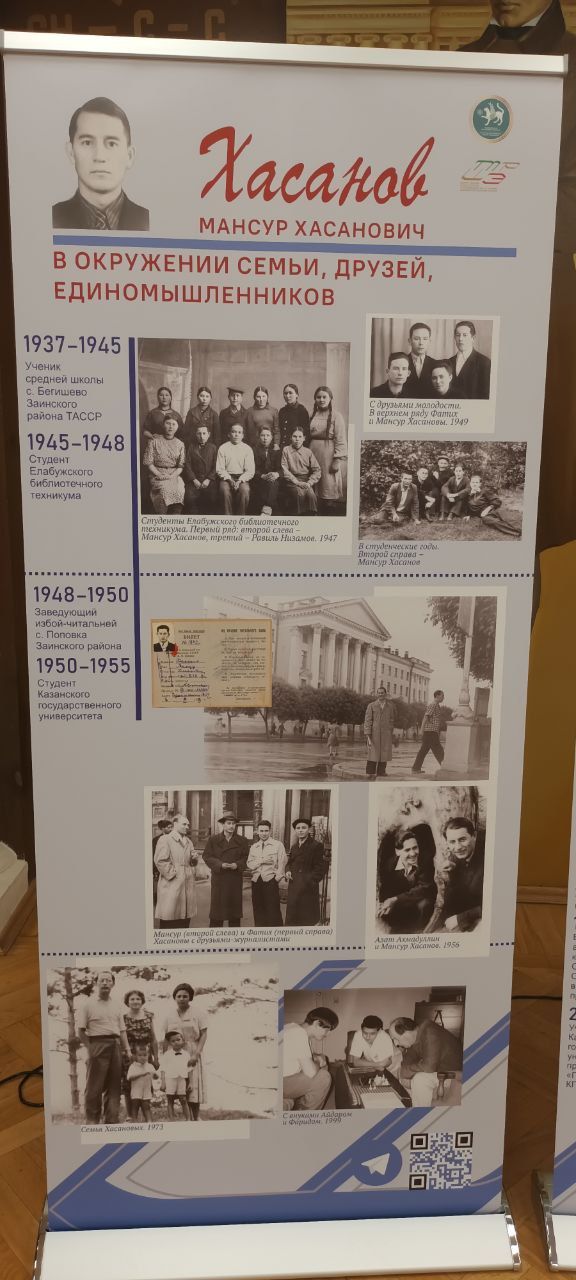 Хасанов
МАНСУР ХАСАНОВИЧ
В ОКРУЖЕНИИ СЕМЬИ, ДРУЗЕЙ,
ЕДИНОМЫШЛЕННИКОВ
1937–1945
Ученик
средней школы
с. Бегишево
Заинского
района ТАССР
1945–1948
Студент
Елабужского
библиотечного
техникума
Студенты Елабужского библиотечного
техникума. Первый ряд: второй слева –
Мансур Хасанов, третий – Равиль Низамов. 1947
С друзьями молодости.
В верхнем ряду Фатих
и Мансур Хасановы. 1949
В студенческие годы.
Второй справа –
Мансур Хасанов
1948–1950
Заведующий
избой-читальней
с. Поповка
Заинского района
1950–1955
Студент
Казанского
государственного
университета
БИЛЕТ
Мансур (второй слева) и Фатих (первый справа)
Хасановы с друзьями-журналистами
Азат Ахмадуллин
и Мансур Хасанов. 1956
Семья Хасановых. 1973
С внуками Айдаром
и Фаридом. 1999